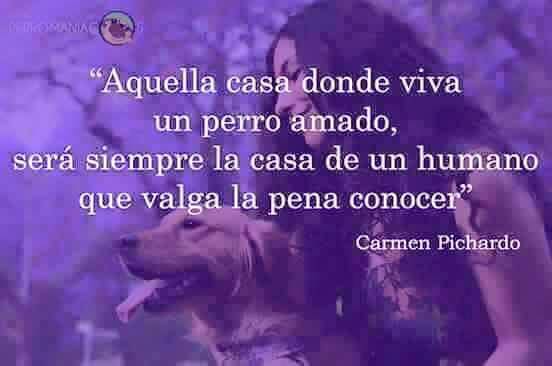 PERROMANIACOS
“Aquella casa donde viva
un perro amado,
será siempre la casa de un humano
que valga la pena conocer”
Carmen Pichardo